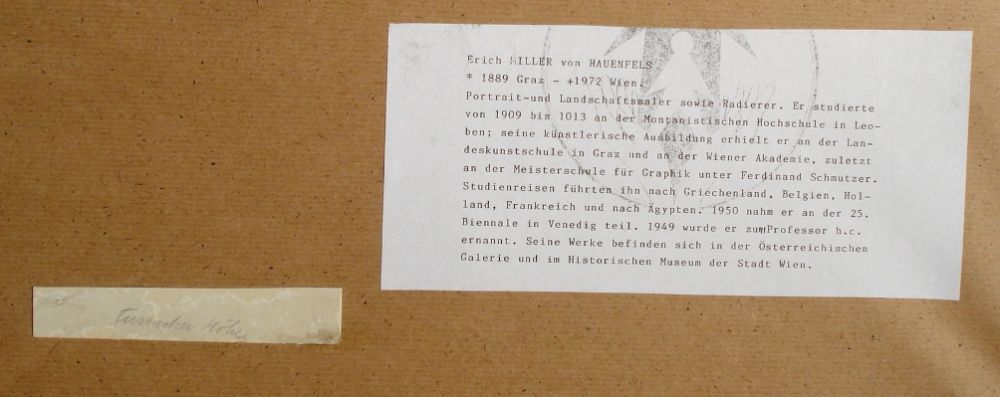 Erich MILLER von HAUENFELS
* 1889 Graz - +1972 Wien.
Portrait-und Landschaftsmaler sowie Radierer. Er studierte
von 1909 bis 1013 an der Montanistischen Hochschule in Leo-
ben; seine künstlerische Ausbildung erhielt er an der Lan-
deskunstschule in Graz und an der Wiener Akademie, zuletzt
an der Meisterschule für Graphik unter Ferdinand Schmutzer.
Studienreisen führten ihn nach Griechenland, Belgien, Hol-
land, Frankreich und nach Ägypten. 1950 nahm er an der 25.
Biennale in Venedig teil. 1949 wurde er zum Professor h.c.
ernannt. Seine Werke befinden sich in der Österreichischen
Galerie und im Historischen Museum der Stadt Wien.
Turracher Höhe